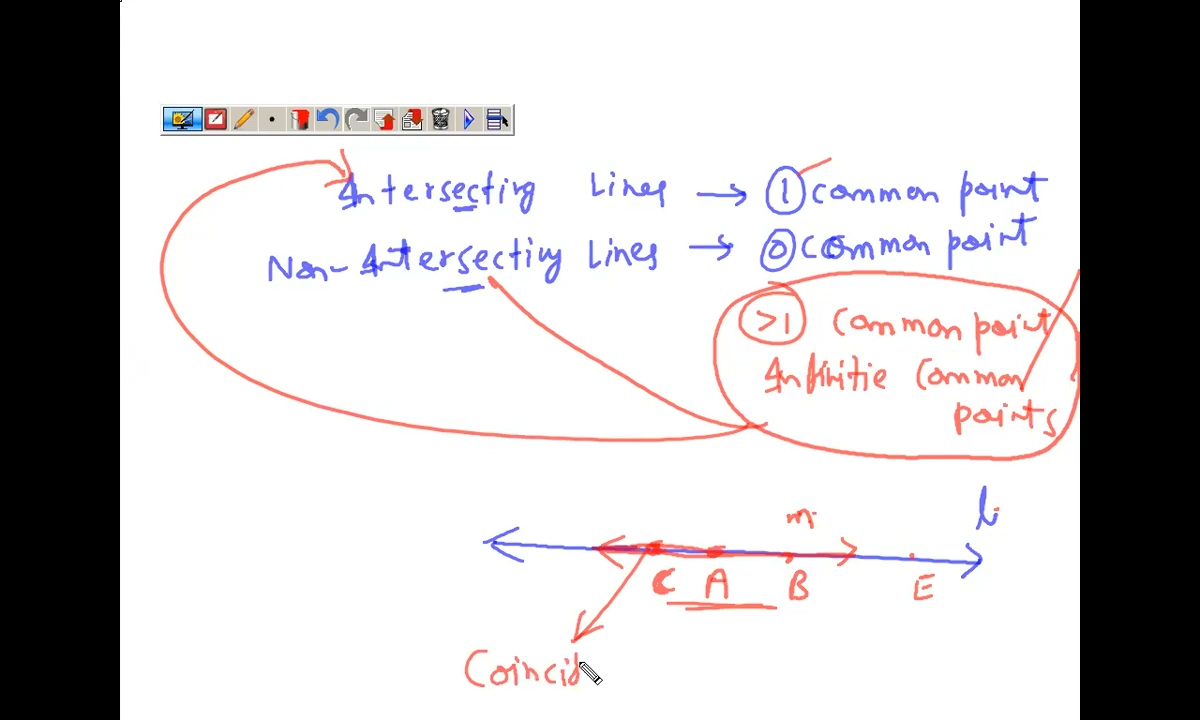 Intersecting Lines → 1 common point
Non-Intersecting Lines → 0 common point
>1 Common point
Infinitie Common
points
m l
C A B E
Coincid